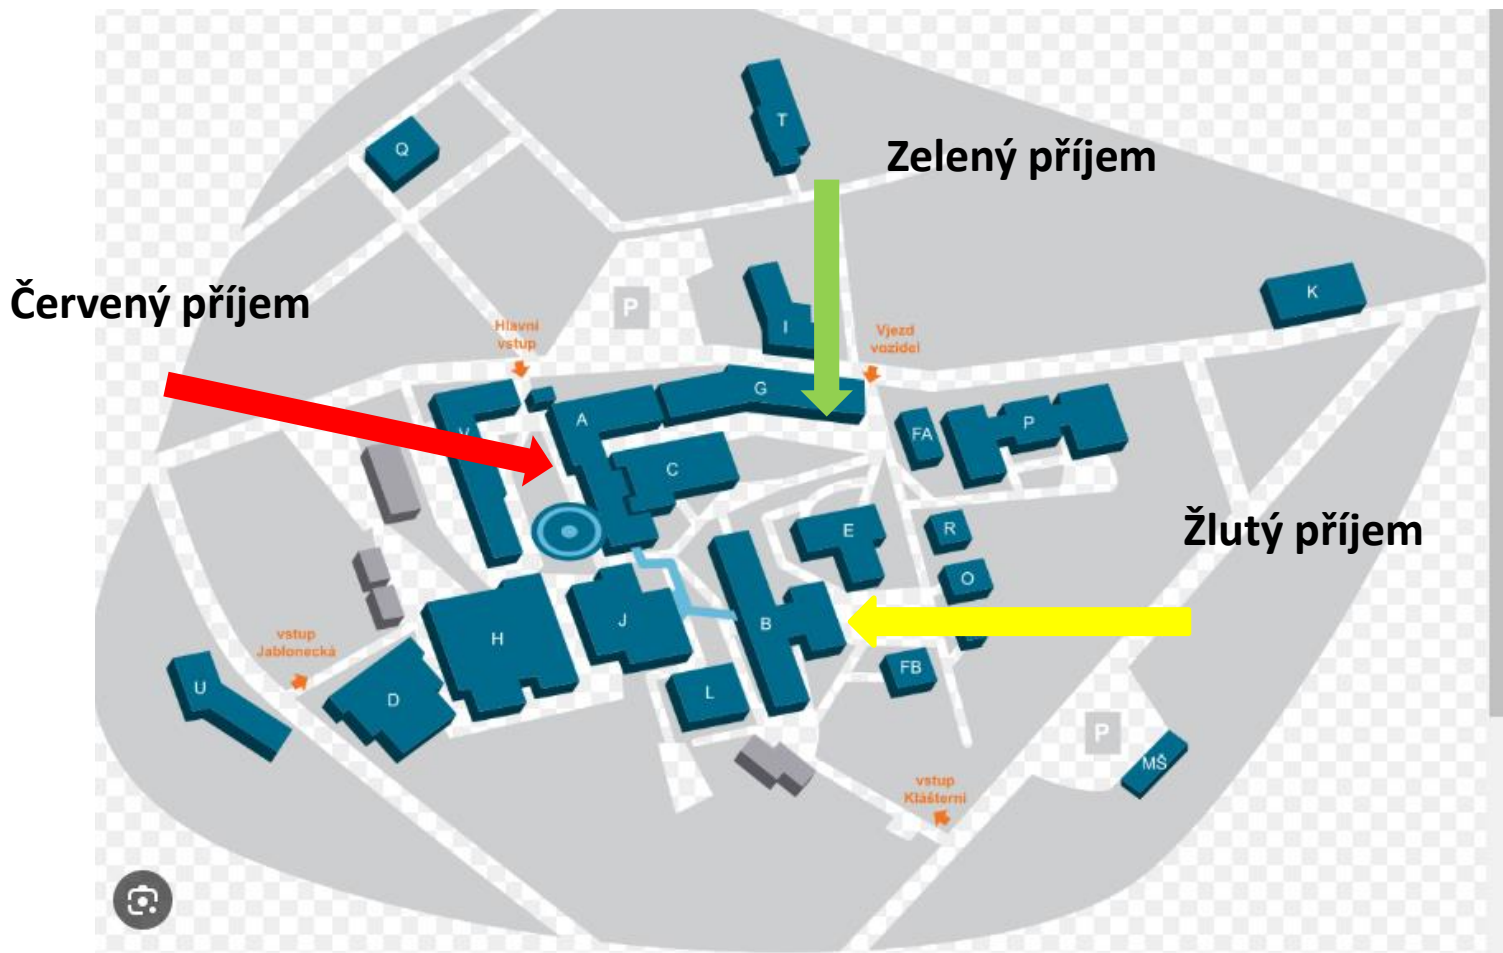 T
Q
Zelený příjem
Červený příjem
K
P
I
Hlavní
vstup
Vjezd
vozidel
G
V
A
FA
P
C
Žlutý příjem
E
R
O
B
J
H
vstup
Jablonecká
FB
U
L
D
P
MŠ
vstup
Klášterní